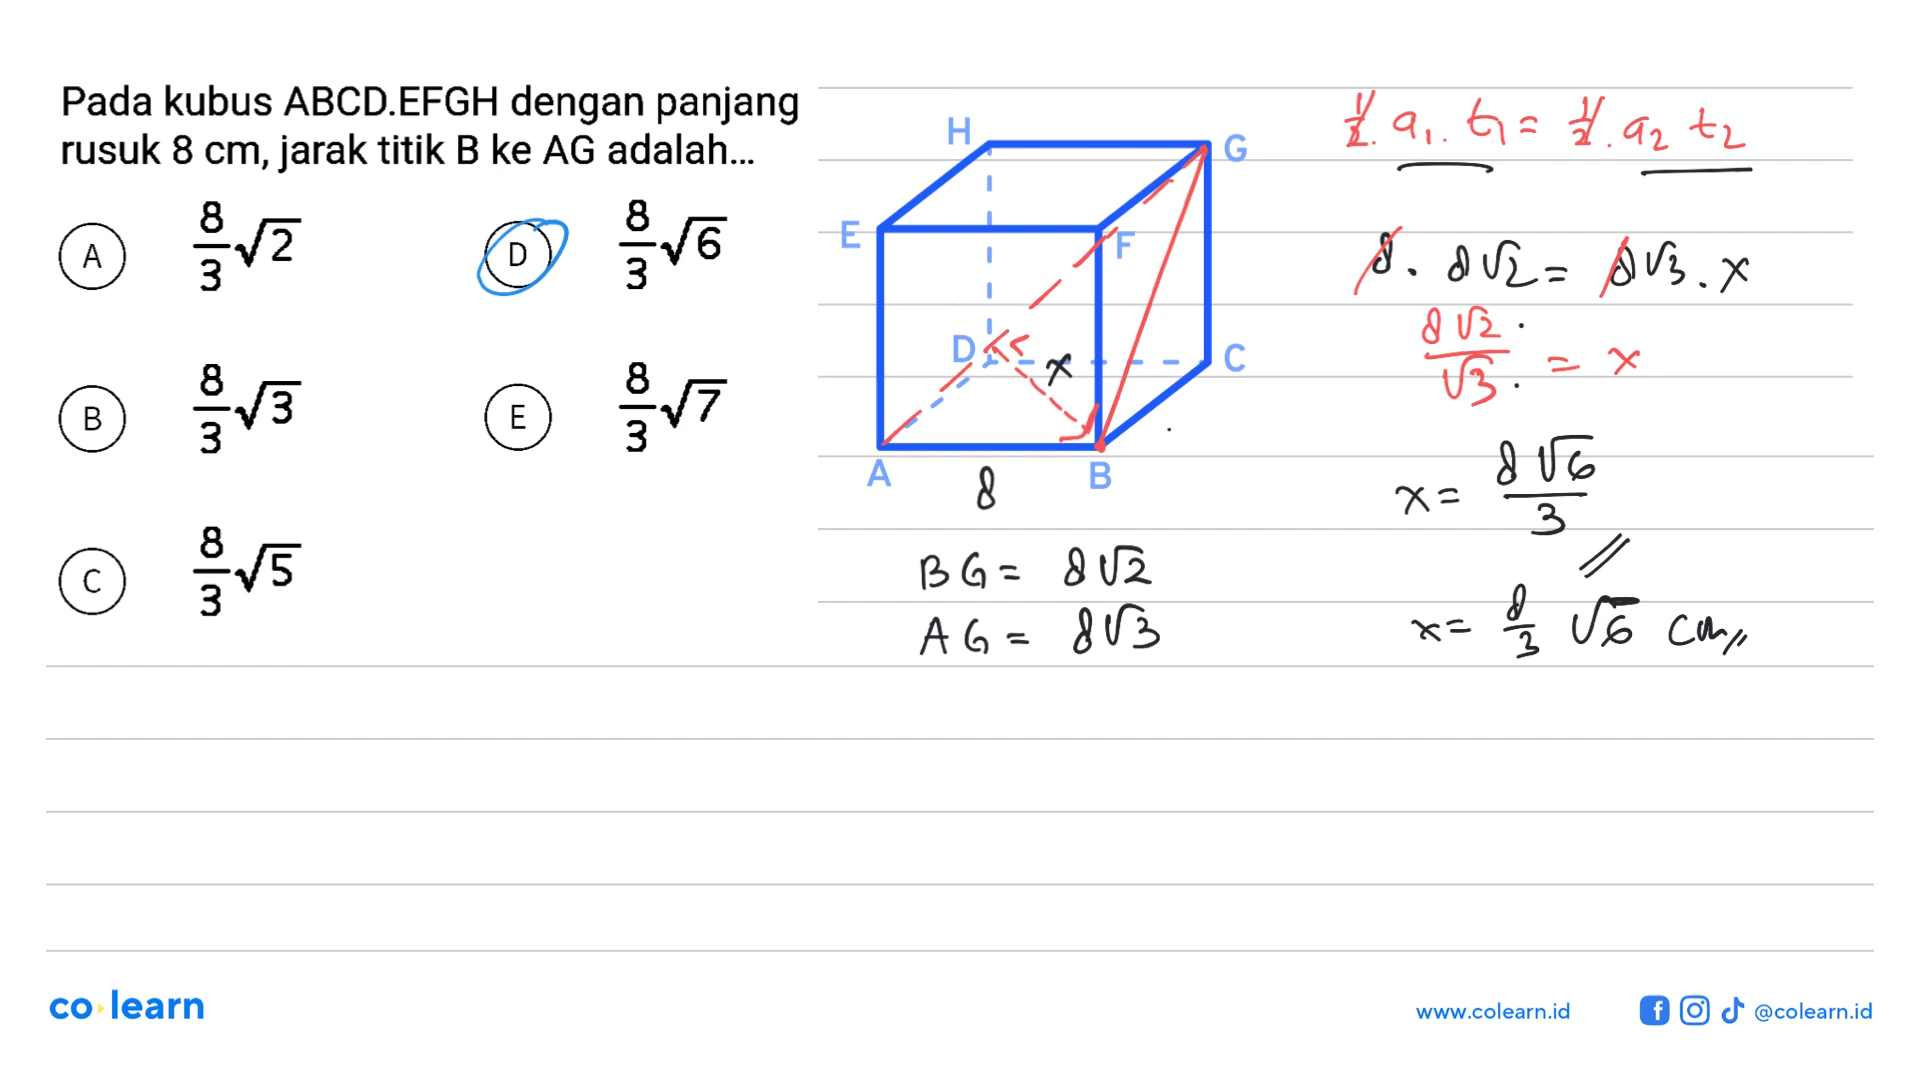 Pada kubus ABCD.EFGH dengan panjang
rusuk 8 cm, jarak titik B ke AG adalah...
A 8/3 √2
D 8/3 √6
B 8/3 √3
E 8/3 √7
C 8/3 √5
H
G
E
F
D
x
C
A
8
B
BG = 8√2
AG = 8√3
1/2 . a₁ . t₁ = 1/2 . a₂ t₂
8 . 8√2 = 8√3 . x
8√2/√3 = x
x = 8√6/3
x = 8/3 √6 cm
co learn
www.colearn.id
@colearn.id